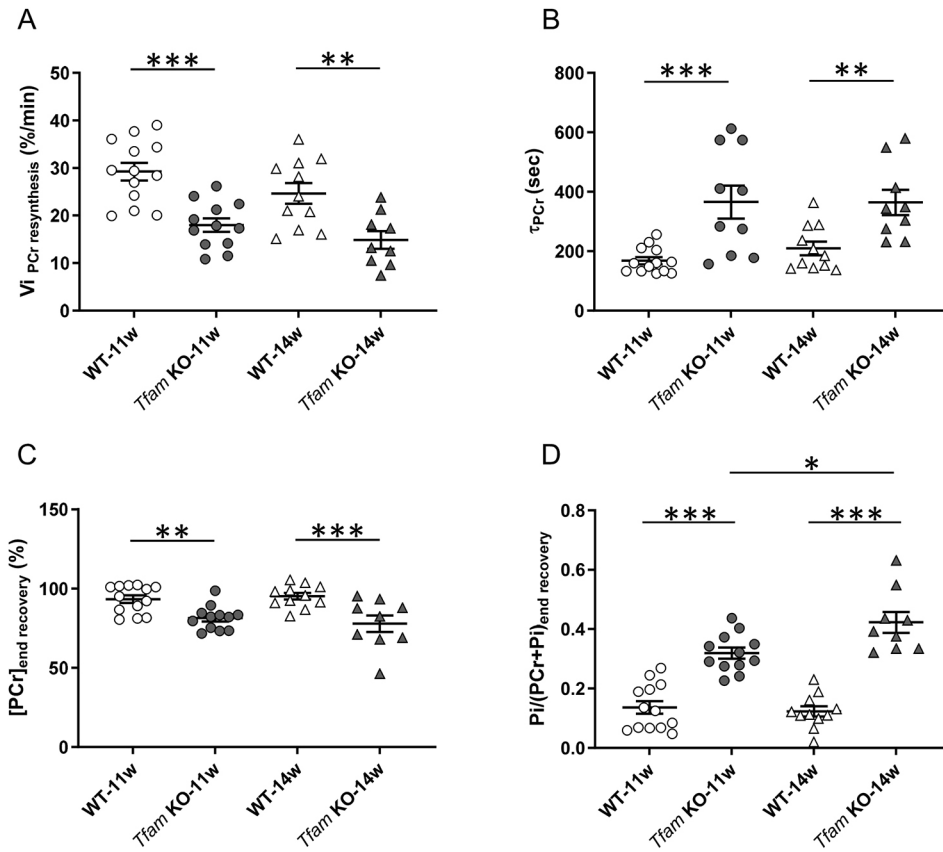 A
Vi PCr resynthesis (%/min)
50
40
30
20
10
0
***
**
WT-11w
Tfam KO-11w
WT-14w
Tfam KO-14w
B
τPCr (sec)
800
600
400
200
0
***
**
WT-11w
Tfam KO-11w
WT-14w
Tfam KO-14w
C
[PCr]end recovery (%)
150
100
50
0
**
***
WT-11w
Tfam KO-11w
WT-14w
Tfam KO-14w
D
Pi/(PCr+Pi)end recovery
0.8
0.6
0.4
0.2
0.0
*
***
***
WT-11w
Tfam KO-11w
WT-14w
Tfam KO-14w